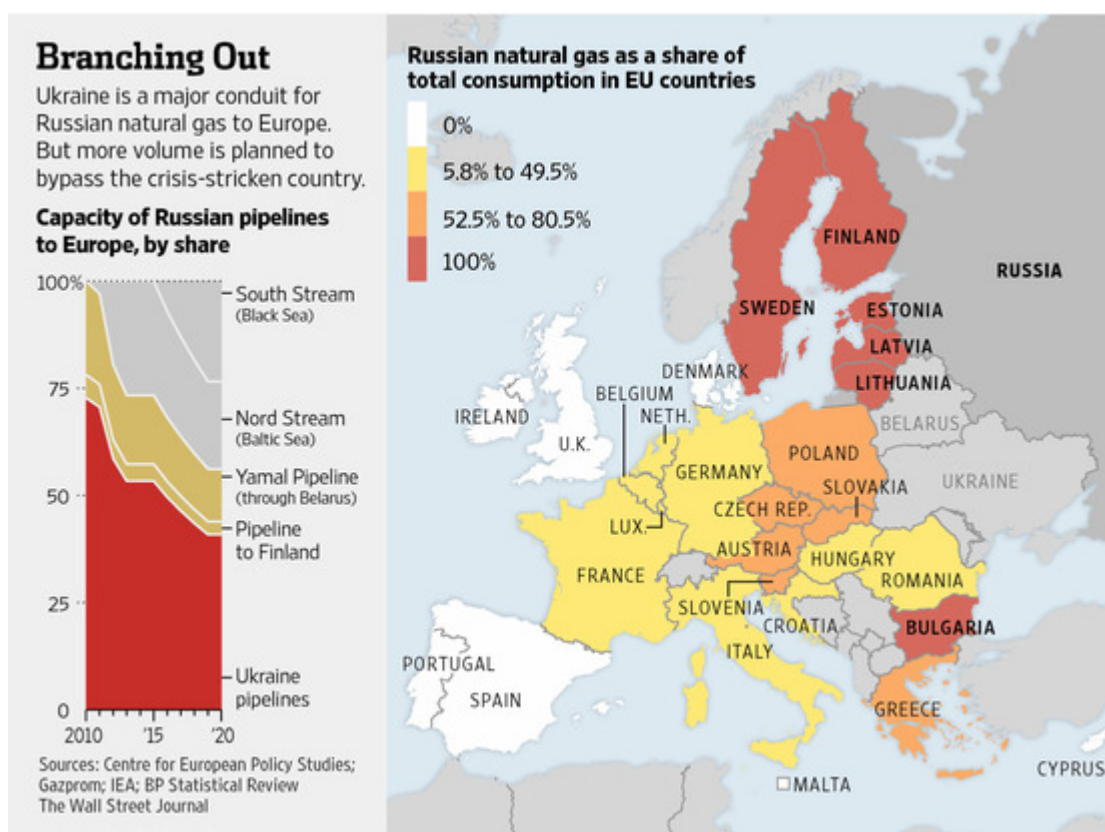 Branching Out
Ukraine is a major conduit for
Russian natural gas to Europe.
But more volume is planned to
bypass the crisis-stricken country.
Capacity of Russian pipelines
to Europe, by share
100%
75
50
25
0
2010
'15
'20
South Stream
(Black Sea)
Nord Stream
(Baltic Sea)
Yamal Pipeline
(through Belarus)
Pipeline
to Finland
Ukraine
pipelines
Sources: Centre for European Policy Studies;
Gazprom; IEA; BP Statistical Review
The Wall Street Journal
Russian natural gas as a share of
total consumption in EU countries
0%
5.8% to 49.5%
52.5% to 80.5%
100%
FINLAND
RUSSIA
SWEDEN
ESTONIA
LATVIA
LITHUANIA
DENMARK
BELGIUM
NETH.
IRELAND
U.K.
BELARUS
POLAND
GERMANY
SLOVAKIA
UKRAINE
CZECH REP.
LUX.
AUSTRIA
HUNGARY
FRANCE
ROMANIA
SLOVENIA
CROATIA
BULGARIA
ITALY
PORTUGAL
SPAIN
GREECE
CYPRUS
MALTA